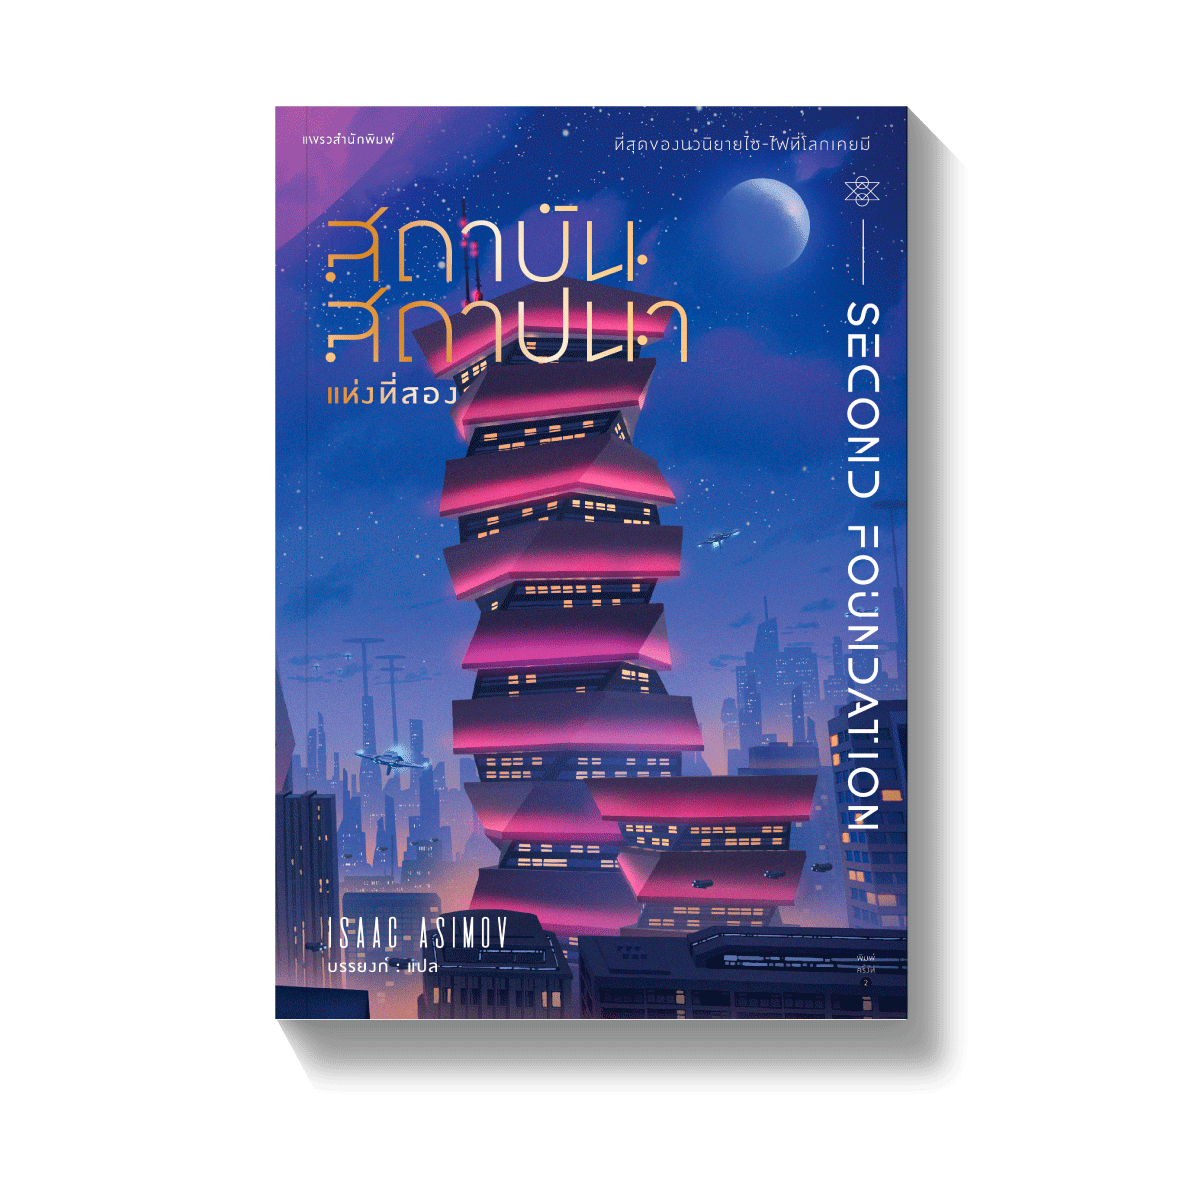 แพรวสำนักพิมพ์
ที่สุดของนวนิยายไซ-ไฟที่โลกเคยมี
สถาบัน
สถาปนา
แห่งที่สอง
SECOND FOUNDATION
ISAAC ASIMOV
บรรยงก์ : แปล
พิมพ์
ครั้งที่
2